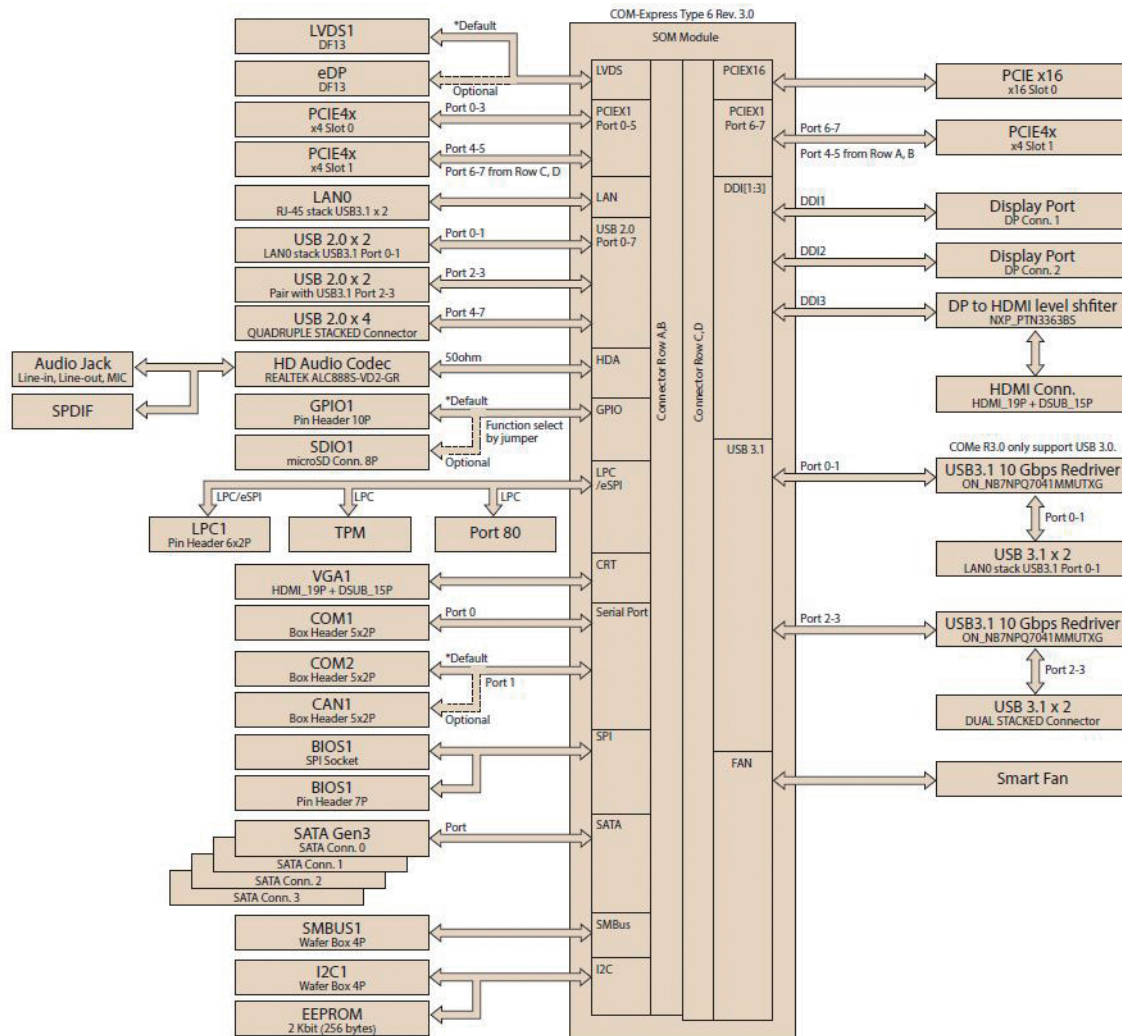 COM-Express Type 6 Rev. 3.0
SOM Module
LVDS1
DF13
*Default
eDP
DF13
Optional
LVDS
PCIE4x
x4 Slot 0
Port 0-3
PCIEX1
Port 0-5
PCIE4x
x4 Slot 1
Port 4-5
Port 6-7 from Row C, D
LAN0
RJ-45 stack USB3.1 x 2
LAN
USB 2.0 x 2
LAN0 stack USB3.1 Port 0-1
Port 0-1
USB 2.0
Port 0-7
USB 2.0 x 2
Pair with USB3.1 Port 2-3
Port 2-3
USB 2.0 x 4
QUADRUPLE STACKED Connector
Port 4-7
Audio Jack
Line-in, Line-out, MIC
SPDIF
HD Audio Codec
REALTEK ALC888S-VD2-GR
50ohm
HDA
GPIO1
Pin Header 10P
*Default
Function select
by jumper
GPIO
SDIO1
microSD Conn. 8P
Optional
LPC
/eSPI
LPC/eSPI
LPC
LPC
LPC1
Pin Header 6x2P
TPM
Port 80
VGA1
HDMI_19P + DSUB_15P
CRT
COM1
Box Header 5x2P
Port 0
Serial Port
COM2
Box Header 5x2P
*Default
Port 1
CAN1
Box Header 5x2P
Optional
BIOS1
SPI Socket
SPI
BIOS1
Pin Header 7P
SATA Gen3
SATA Conn. 0
SATA Conn. 1
SATA Conn. 2
SATA Conn. 3
Port
SATA
SMBUS1
Wafer Box 4P
SMBus
I2C1
Wafer Box 4P
I2C
EEPROM
2 Kbit (256 bytes)
Connector Row A,B
Connector Row C,D
PCIEX16
PCIE x16
x16 Slot 0
PCIEX1
Port 6-7
Port 6-7
Port 4-5 from Row A, B
PCIE4x
x4 Slot 1
DDI[1:3]
DDI1
Display Port
DP Conn. 1
DDI2
Display Port
DP Conn. 2
DDI3
DP to HDMI level shfiter
NXP_PTN3363BS
HDMI Conn.
HDMI_19P + DSUB_15P
COMe R3.0 only support USB 3.0.
USB 3.1
Port 0-1
USB3.1 10 Gbps Redriver
ON_NB7NPQ7041MMUTXG
Port 0-1
USB 3.1 x 2
LAN0 stack USB3.1 Port 0-1
Port 2-3
USB3.1 10 Gbps Redriver
ON_NB7NPQ7041MMUTXG
Port 2-3
USB 3.1 x 2
DUAL STACKED Connector
FAN
Smart Fan